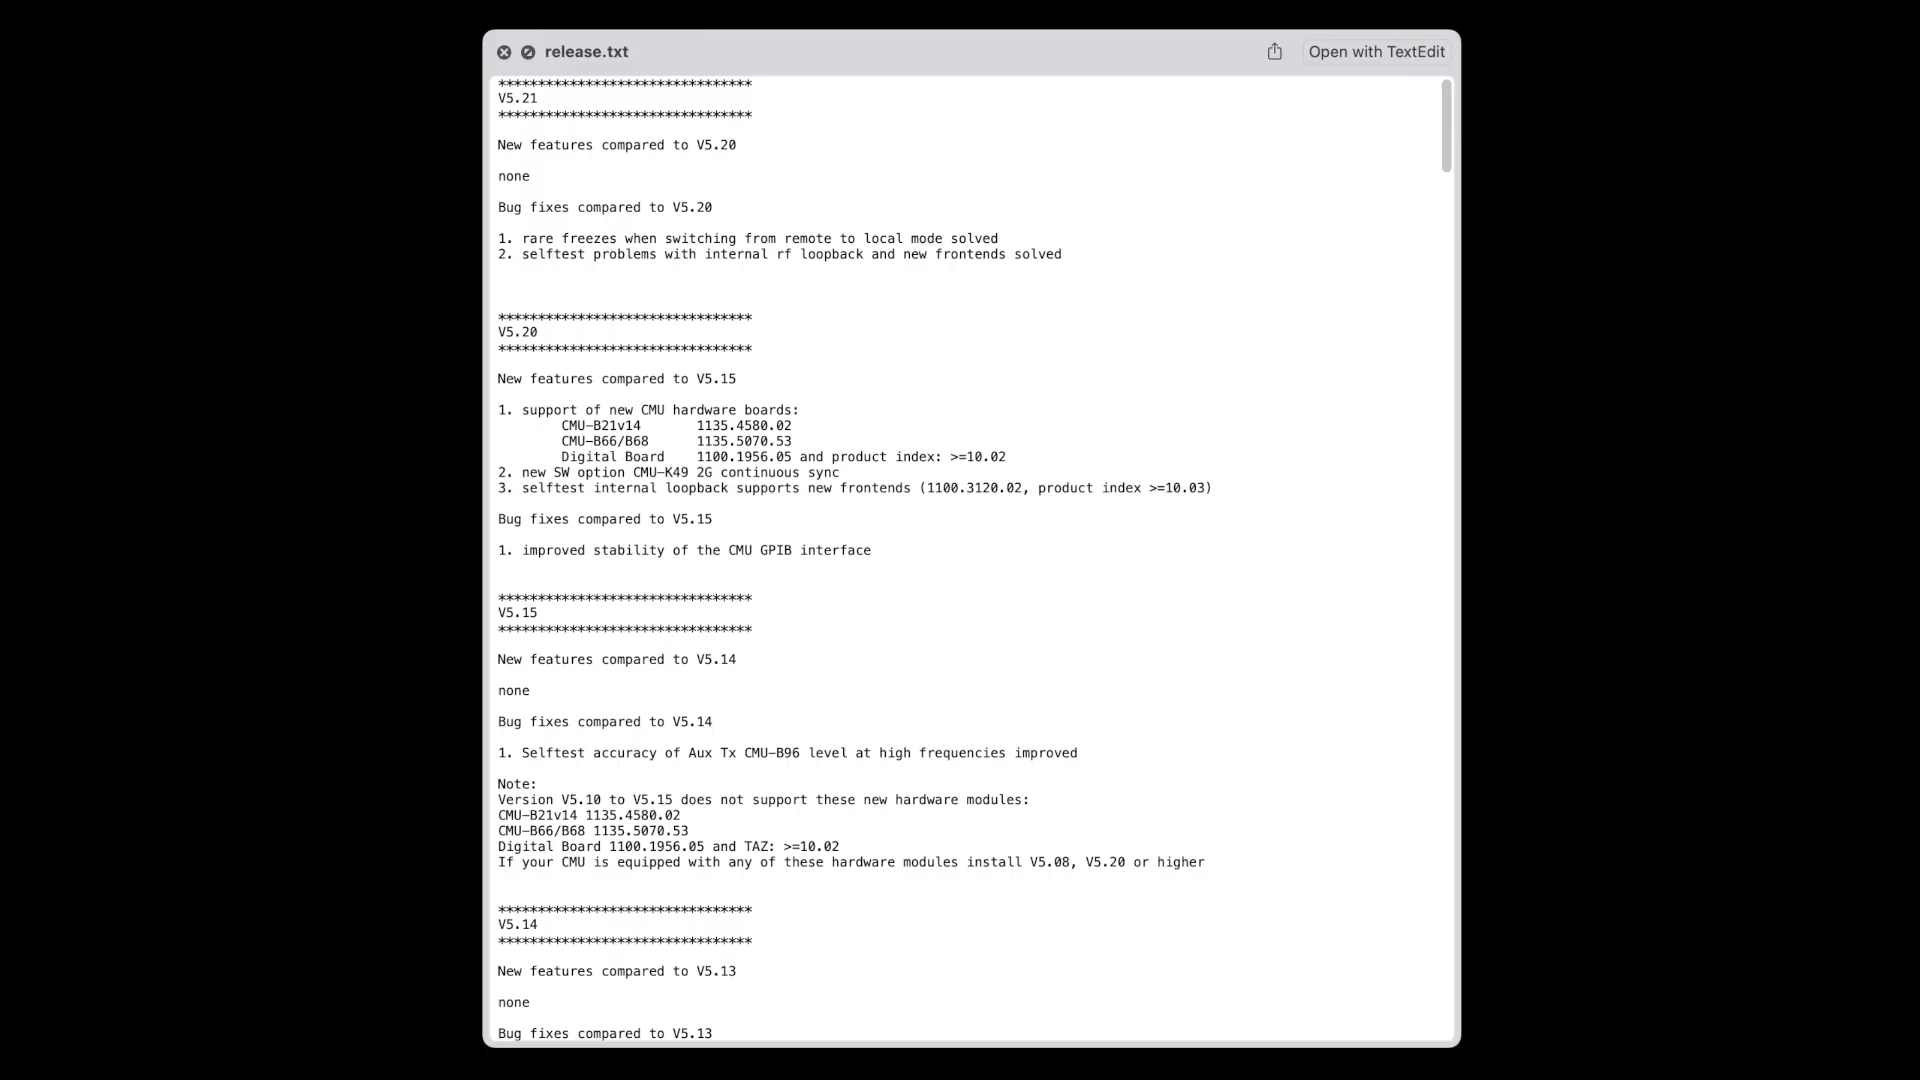 release.txt
Open with TextEdit
********************************
V5.21
********************************
New features compared to V5.20
none
Bug fixes compared to V5.20
1. rare freezes when switching from remote to local mode solved
2. selftest problems with internal rf loopback and new frontends solved
********************************
V5.20
********************************
New features compared to V5.15
1. support of new CMU hardware boards:
CMU-B21v14 1135.4580.02
CMU-B66/B68 1135.5070.53
Digital Board 1100.1956.05 and product index: >=10.02
2. new SW option CMU-K49 2G continuous sync
3. selftest internal loopback supports new frontends (1100.3120.02, product index >=10.03)
Bug fixes compared to V5.15
1. improved stability of the CMU GPIB interface
********************************
V5.15
********************************
New features compared to V5.14
none
Bug fixes compared to V5.14
1. Selftest accuracy of Aux Tx CMU-B96 level at high frequencies improved
Note:
Version V5.10 to V5.15 does not support these new hardware modules:
CMU-B21v14 1135.4580.02
CMU-B66/B68 1135.5070.53
Digital Board 1100.1956.05 and TAZ: >=10.02
If your CMU is equipped with any of these hardware modules install V5.08, V5.20 or higher
********************************
V5.14
********************************
New features compared to V5.13
none
Bug fixes compared to V5.13